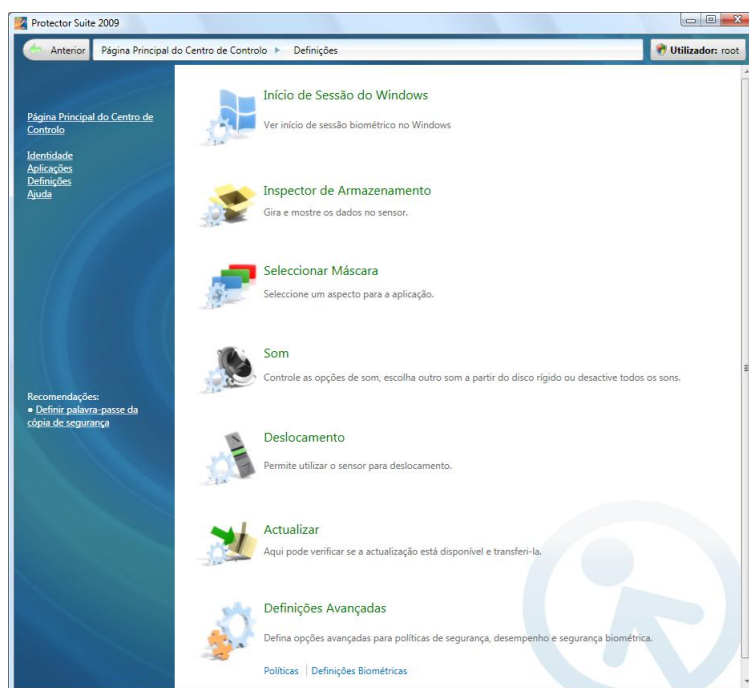 Protector Suite 2009
Anterior
Página Principal do Centro de Controlo
Definições
Utilizador: root
Página Principal do Centro de
Controlo
Identidade
Aplicações
Definições
Ajuda
Recomendações:
• Definir palavra-passe da
cópia de segurança
Início de Sessão do Windows
Ver início de sessão biométrico no Windows
Inspector de Armazenamento
Gira e mostre os dados no sensor.
Seleccionar Máscara
Seleccione um aspecto para a aplicação.
Som
Controle as opções de som, escolha outro som a partir do disco rígido ou desactive todos os sons.
Deslocamento
Permite utilizar o sensor para deslocamento.
Actualizar
Aqui pode verificar se a actualização está disponível e transferi-la.
Definições Avançadas
Defina opções avançadas para políticas de segurança, desempenho e segurança biométrica.
Políticas | Definições Biométricas